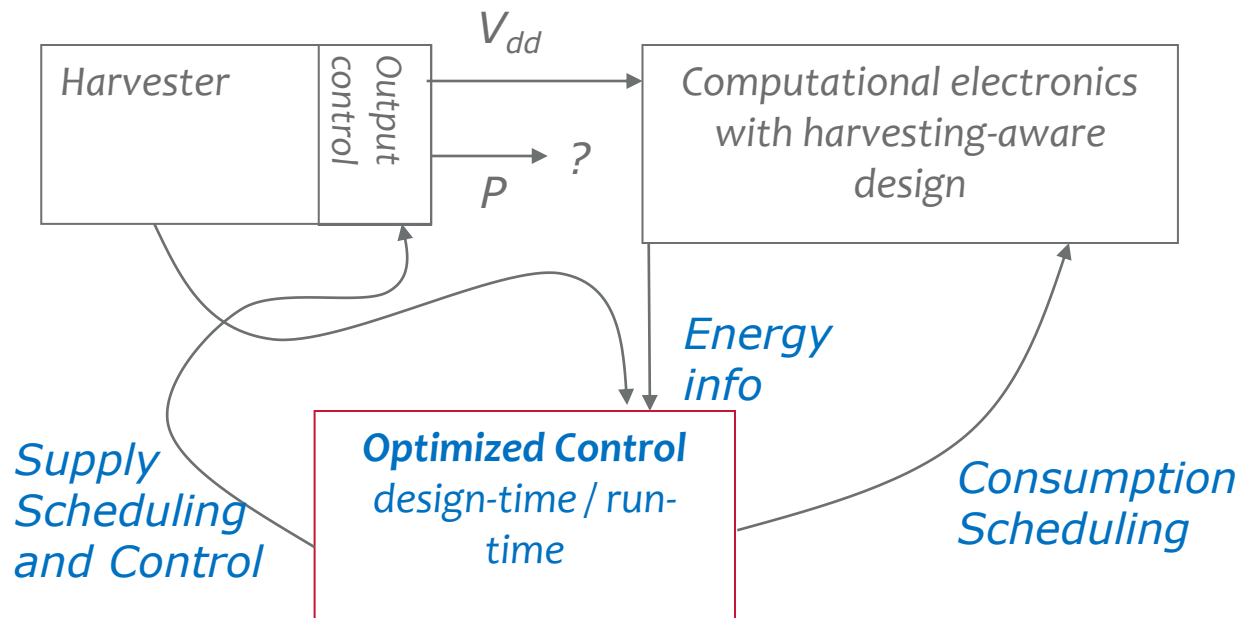 V_dd
Harvester
Output
control
P
?
Computational electronics
with harvesting-aware
design
Energy
info
Supply
Scheduling
and Control
Optimized Control
design-time / run-
time
Consumption
Scheduling